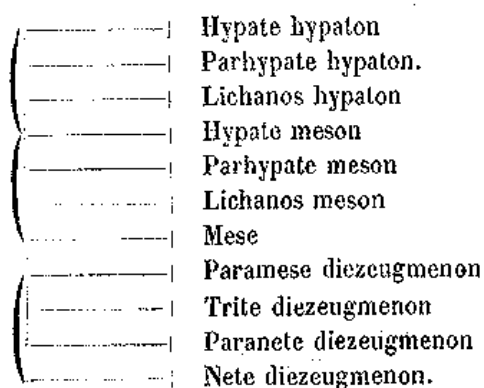 Hypate hypaton
Parhypate hypaton.
Lichanos hypaton
Hypate meson
Parhypate meson
Lichanos meson
Mese
Paramese diezeugmenon
Trite diezeugmenon
Paranete diezeugmenon
Nete diezeugmenon.